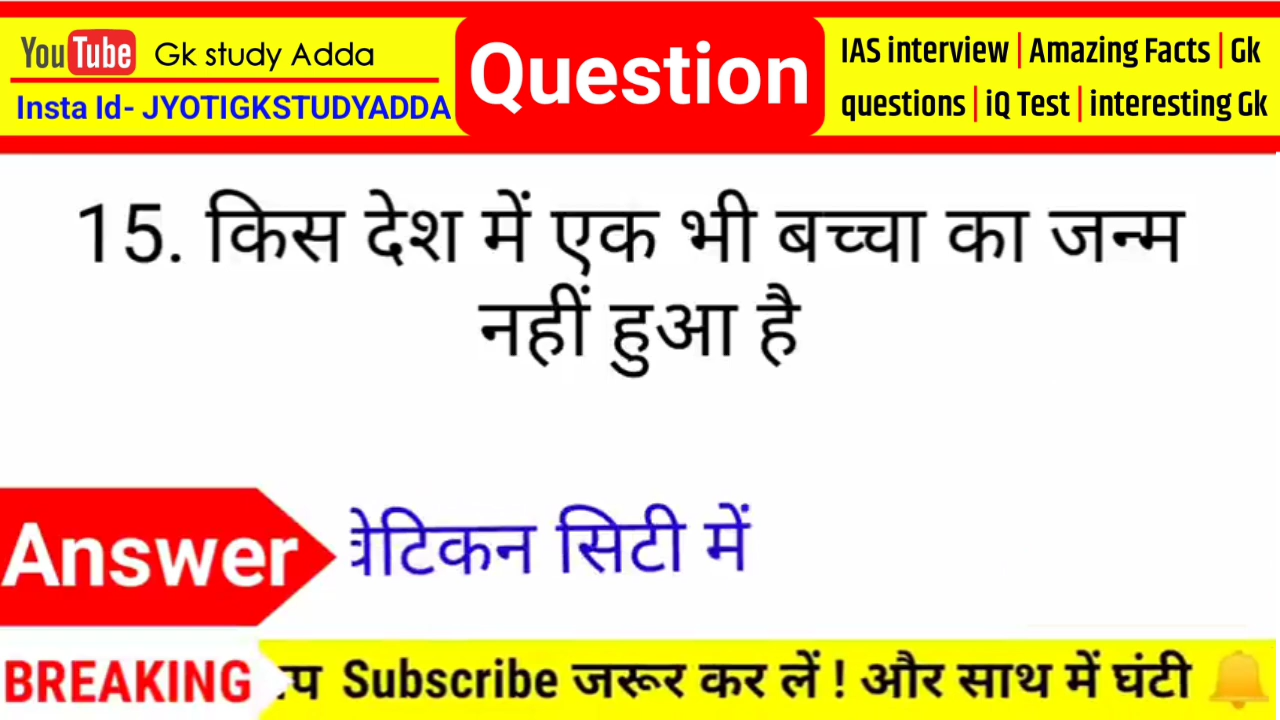 YouTube Gk study Adda
Insta Id- JYOTIGKSTUDYADDA
Question
IAS interview | Amazing Facts | Gk
questions | iQ Test | interesting Gk
15. किस देश में एक भी बच्चा का जन्म
नहीं हुआ है
Answer
वेटिकन सिटी में
BREAKING
Subscribe जरूर कर लें ! और साथ में घंटी